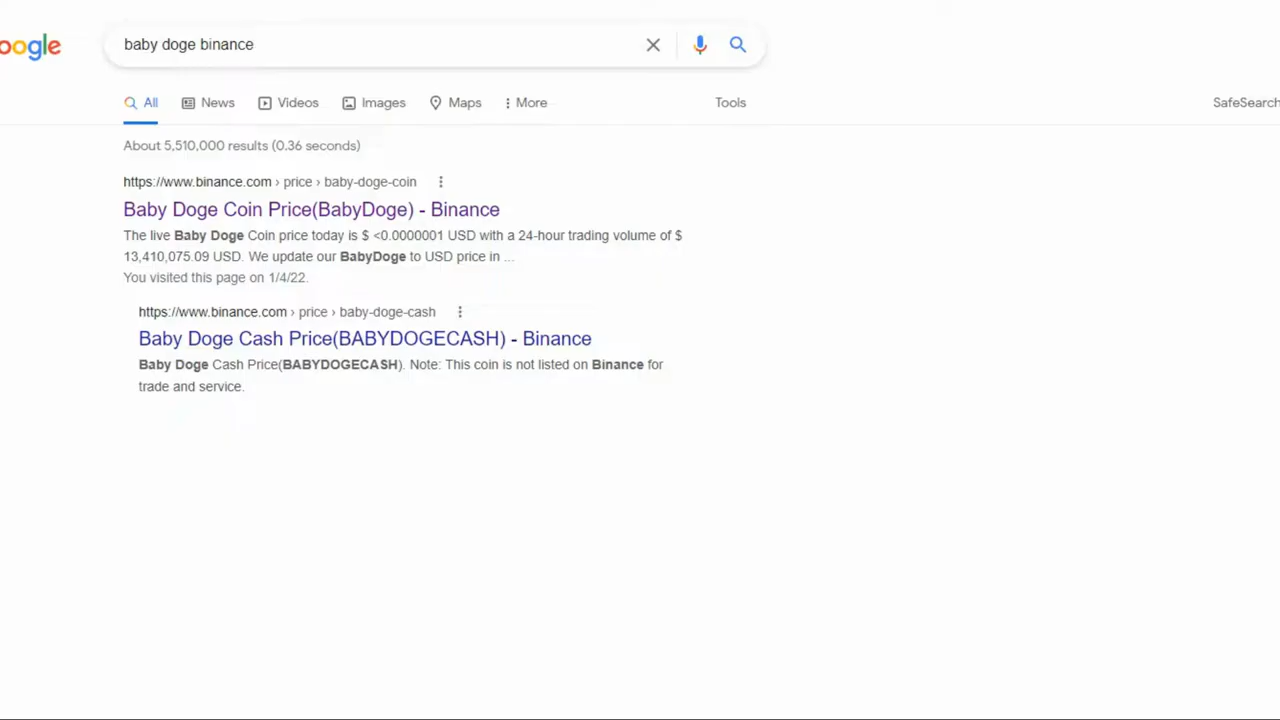 oogle
baby doge binance
All News Videos Images Maps More Tools SafeSearch
About 5,510,000 results (0.36 seconds)
https://www.binance.com › price › baby-doge-coin
Baby Doge Coin Price(BabyDoge) - Binance
The live Baby Doge Coin price today is $ <0.0000001 USD with a 24-hour trading volume of $
13,410,075.09 USD. We update our BabyDoge to USD price in ...
You visited this page on 1/4/22.
https://www.binance.com › price › baby-doge-cash
Baby Doge Cash Price(BABYDOGECASH) - Binance
Baby Doge Cash Price(BABYDOGECASH). Note: This coin is not listed on Binance for
trade and service.